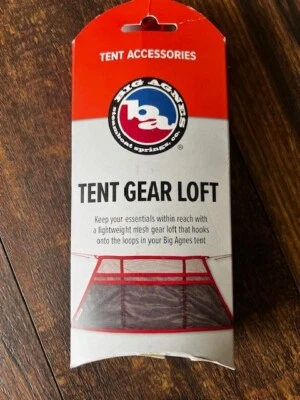 TENT ACCESSORIES
BIG AGNES
ba
steamboat springs, co.
®
TENT GEAR LOFT
Keep your essentials within reach with
a lightweight mesh gear loft that hooks
onto the loops in your Big Agnes tent